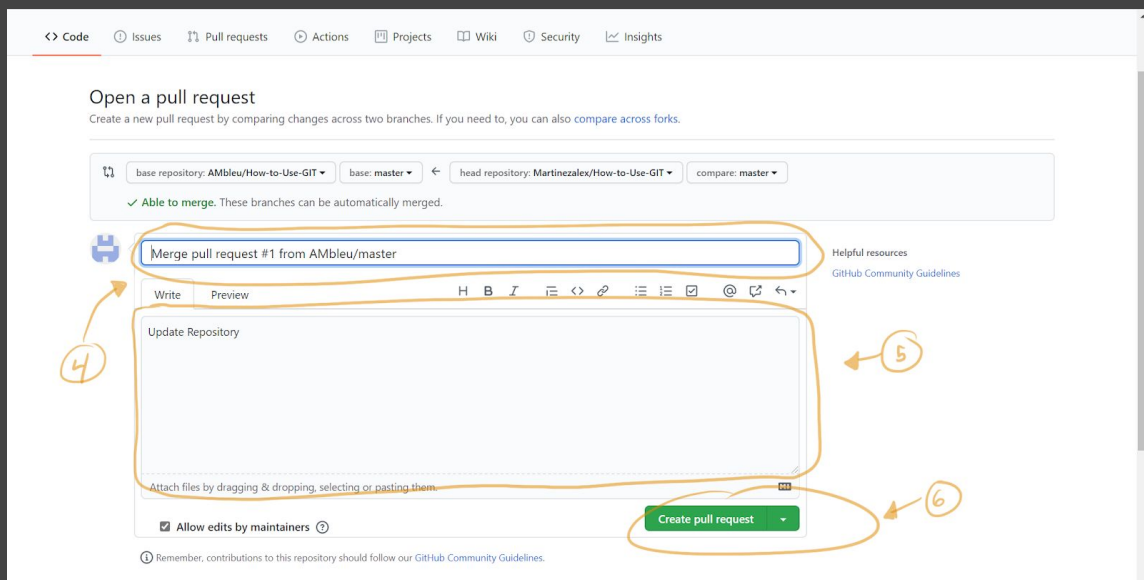 Code Issues Pull requests Actions Projects Wiki Security Insights
Open a pull request
Create a new pull request by comparing changes across two branches. If you need to, you can also compare across forks.
base repository: AMbleu/How-to-Use-GIT base: master head repository: Martinezalex/How-to-Use-GIT compare: master
Able to merge. These branches can be automatically merged.
Merge pull request #1 from AMbleu/master
Helpful resources
GitHub Community Guidelines
4
Write Preview H B I @
Update Repository
5
Attach files by dragging & dropping, selecting or pasting them.
6
Create pull request
Allow edits by maintainers
Remember, contributions to this repository should follow our GitHub Community Guidelines.